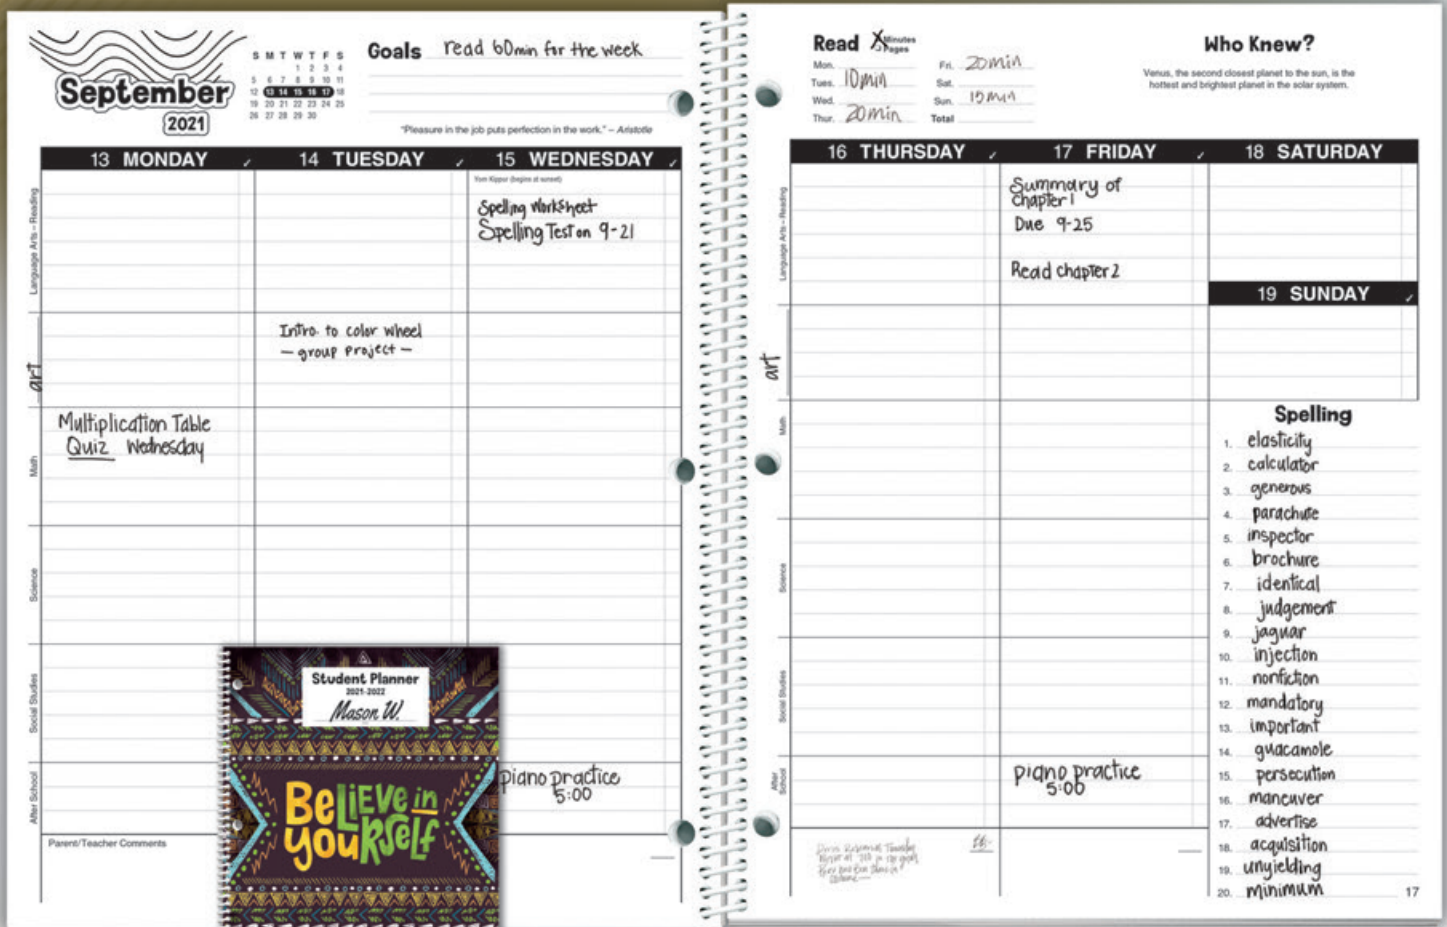 September
2021
S M T W T F S
1 2 3 4
5 6 7 8 9 10 11
12 13 14 15 16 17 18
19 20 21 22 23 24 25
26 27 28 29 30
Goals read 60min for the week
"Pleasure in the job puts perfection in the work." – Aristotle
13 MONDAY ✓ 14 TUESDAY ✓ 15 WEDNESDAY ✓
Language Arts – Reading
Yom Kippur (begins at sunset)
Spelling Worksheet
Spelling Test on 9-21
art
Intro. to color wheel
— group project —
Math
Multiplication Table
Quiz Wednesday
Science
Social Studies
After School
piano practice
5:00
Parent/Teacher Comments
Student Planner
2021-2022
Mason W.
BeLIEVE in
youRSELF
Read X Minutes
Pages
Mon.
Tues. 10min
Wed.
Thur. 20min
Fri. 20min
Sat.
Sun. 15min
Total
Who Knew?
Venus, the second closest planet to the sun, is the
hottest and brightest planet in the solar system.
16 THURSDAY ✓ 17 FRIDAY ✓ 18 SATURDAY
Language Arts – Reading
Summary of
Chapter 1
Due 9-25
Read chapter 2
19 SUNDAY ✓
art
Math
Science
Social Studies
After
School
piano practice
5:00
Spelling
1. elasticity
2. calculator
3. generous
4. parachute
5. inspector
6. brochure
7. identical
8. judgement
9. jaguar
10. injection
11. nonfiction
12. mandatory
13. important
14. guacamole
15. persecution
16. maneuver
17. advertise
18. acquisition
19. unyielding
20. minimum
17